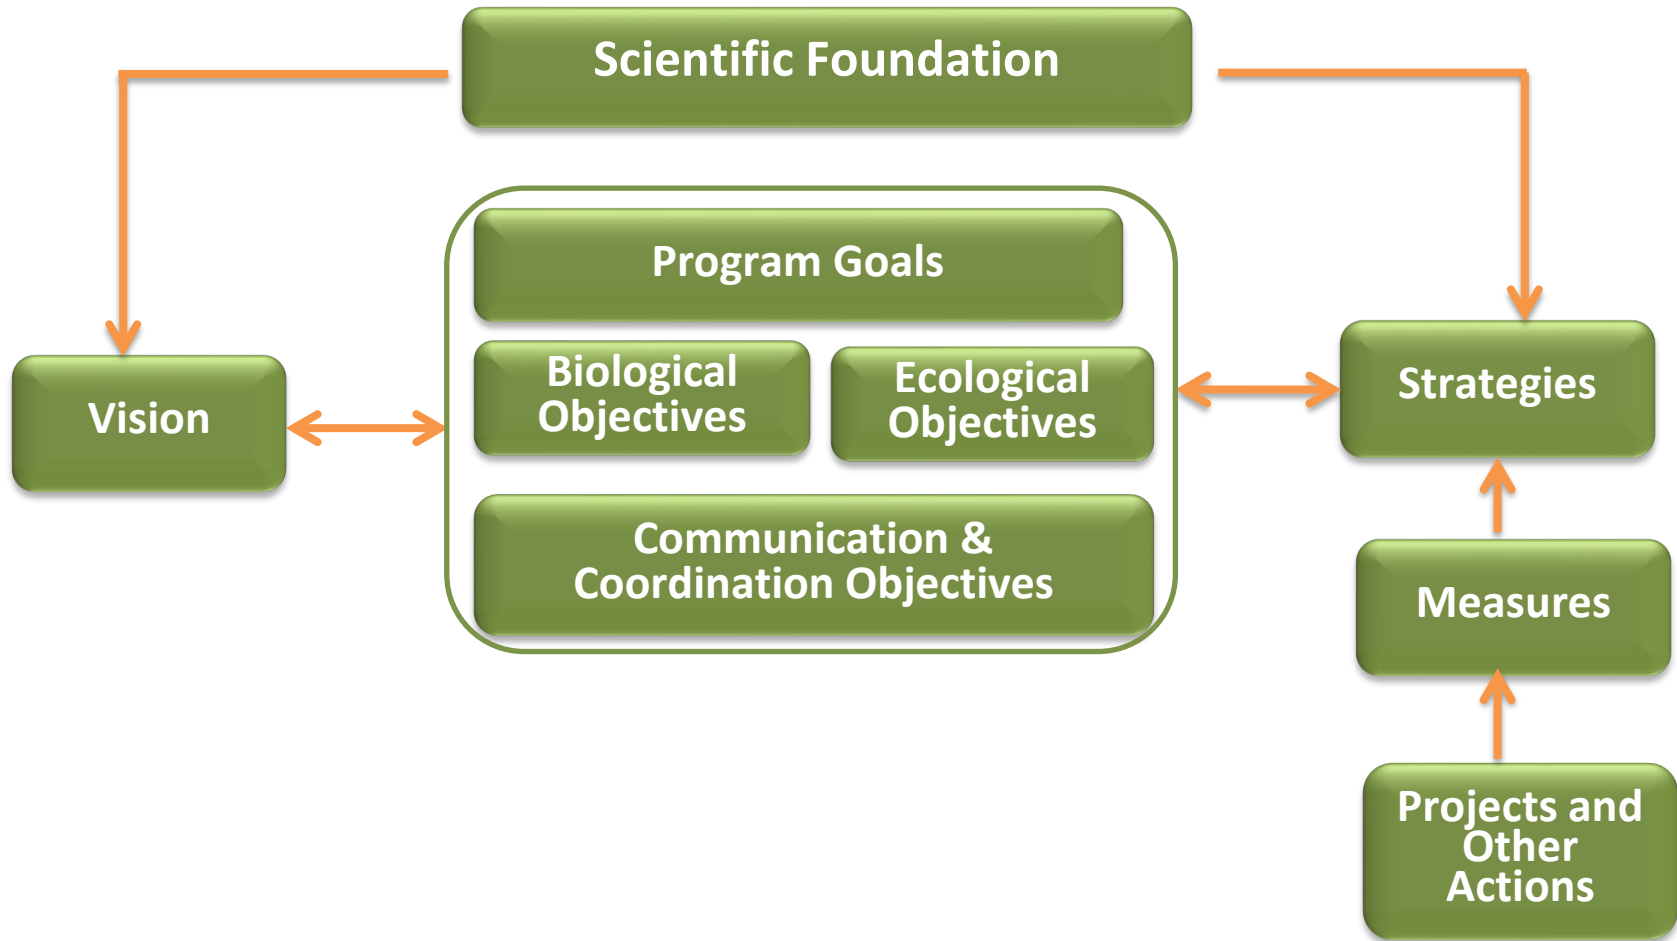 Scientific Foundation
Program Goals
Biological
Objectives
Ecological
Objectives
Communication &
Coordination Objectives
Vision
Strategies
Measures
Projects and
Other
Actions